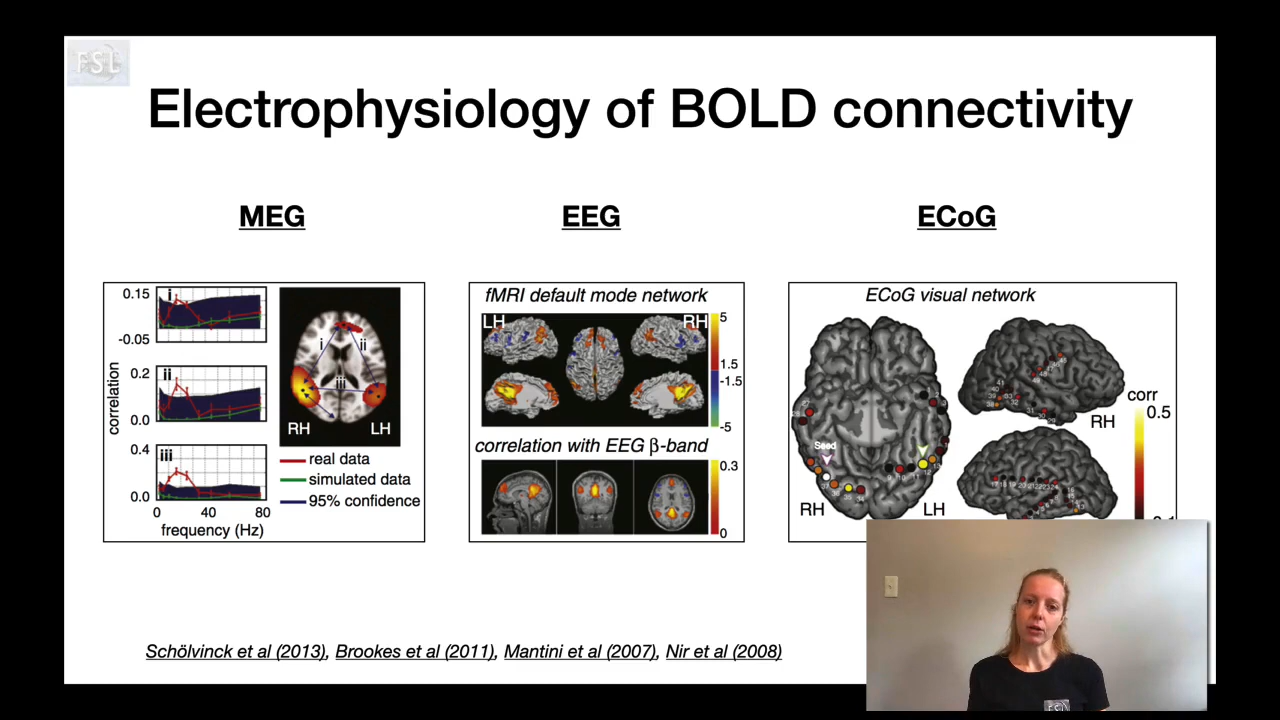 FSL
Electrophysiology of BOLD connectivity
MEG
EEG
ECoG
0.15
-0.05
i
0.2
0.0
ii
0.4
0.0
iii
correlation
0 40 80
frequency (Hz)
i ii
iii
RH LH
real data
simulated data
95% confidence
fMRI default mode network
LH RH
5
1.5
-1.5
-5
correlation with EEG β-band
0.3
0
ECoG visual network
Seed
RH LH
RH
corr
0.5
Schölvinck et al (2013), Brookes et al (2011), Mantini et al (2007), Nir et al (2008)
FSL